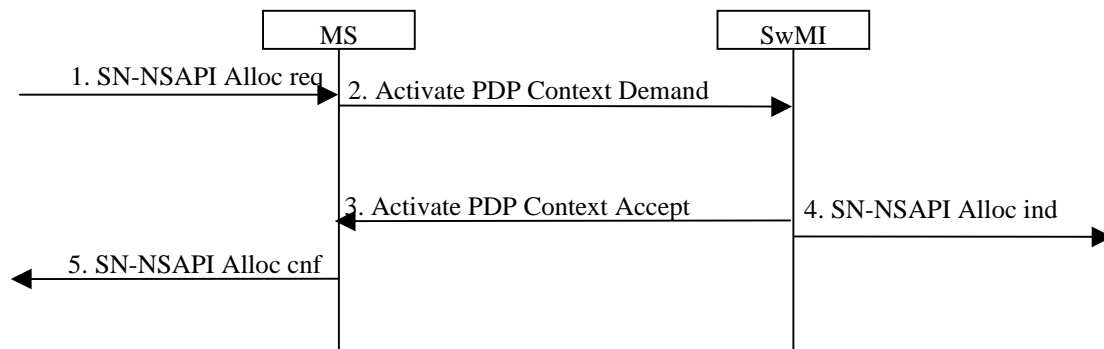 MS
SwMI
1. SN-NSAPI Alloc req
2. Activate PDP Context Demand
3. Activate PDP Context Accept
4. SN-NSAPI Alloc ind
5. SN-NSAPI Alloc cnf